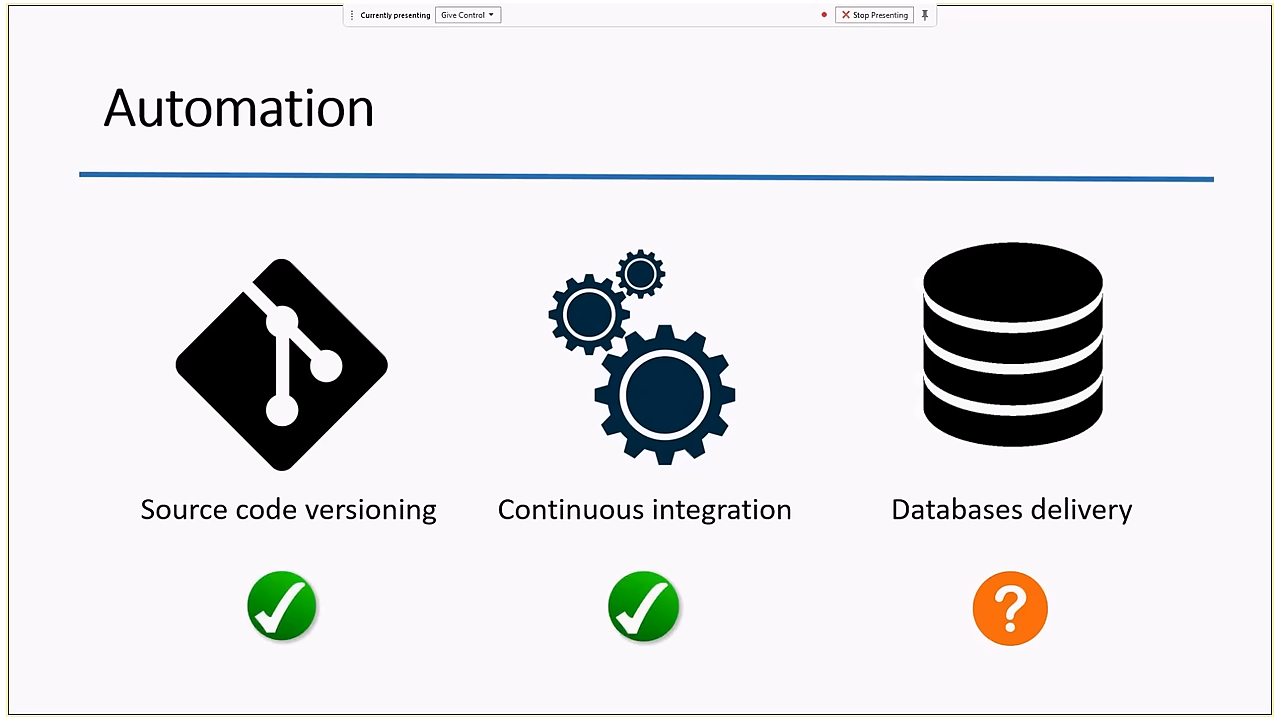 Currently presenting Give Control Stop Presenting
Automation
Source code versioning Continuous integration Databases delivery
?